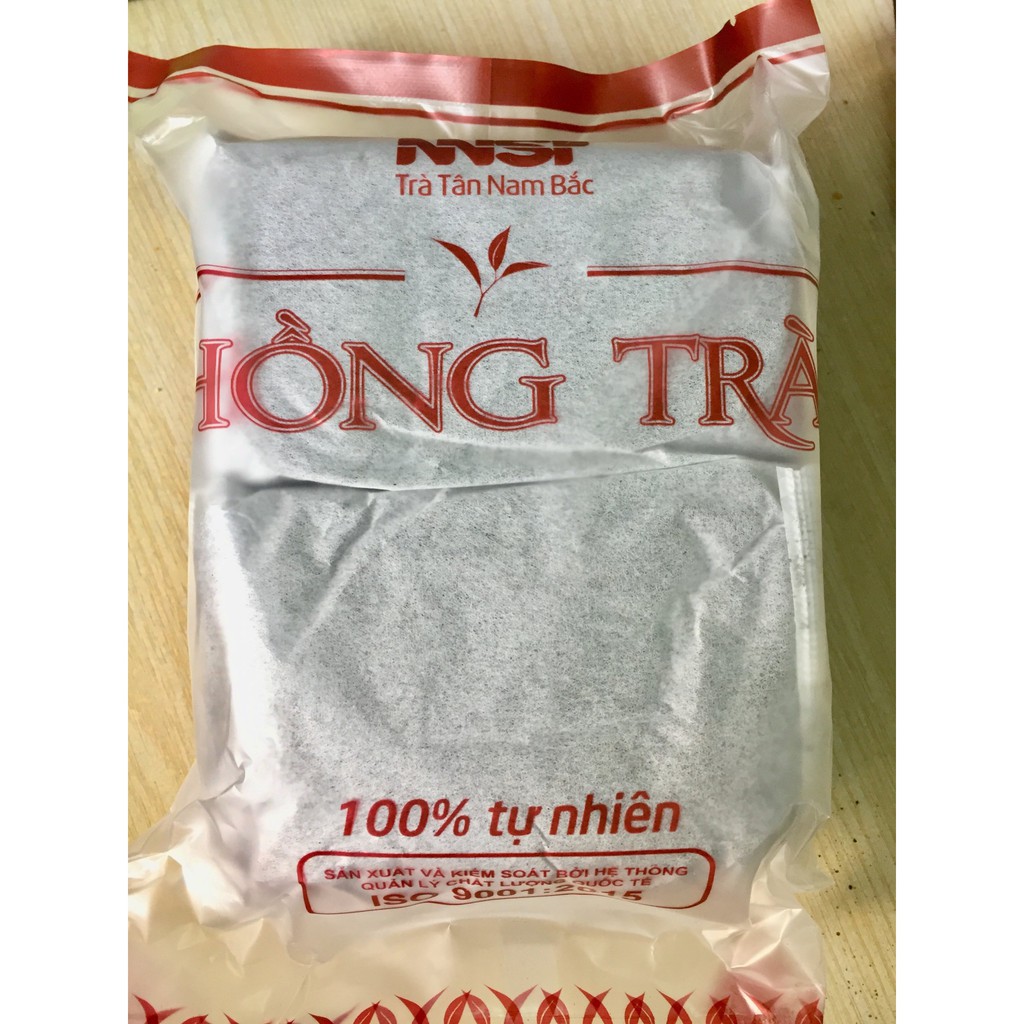 Trà Tân Nam Bắc
HỒNG TRÀ
100% tự nhiên
SẢN XUẤT VÀ KIỂM SOÁT BỞI HỆ THỐNG
QUẢN LÝ CHẤT LƯỢNG QUỐC TẾ
ISO 9001:2015